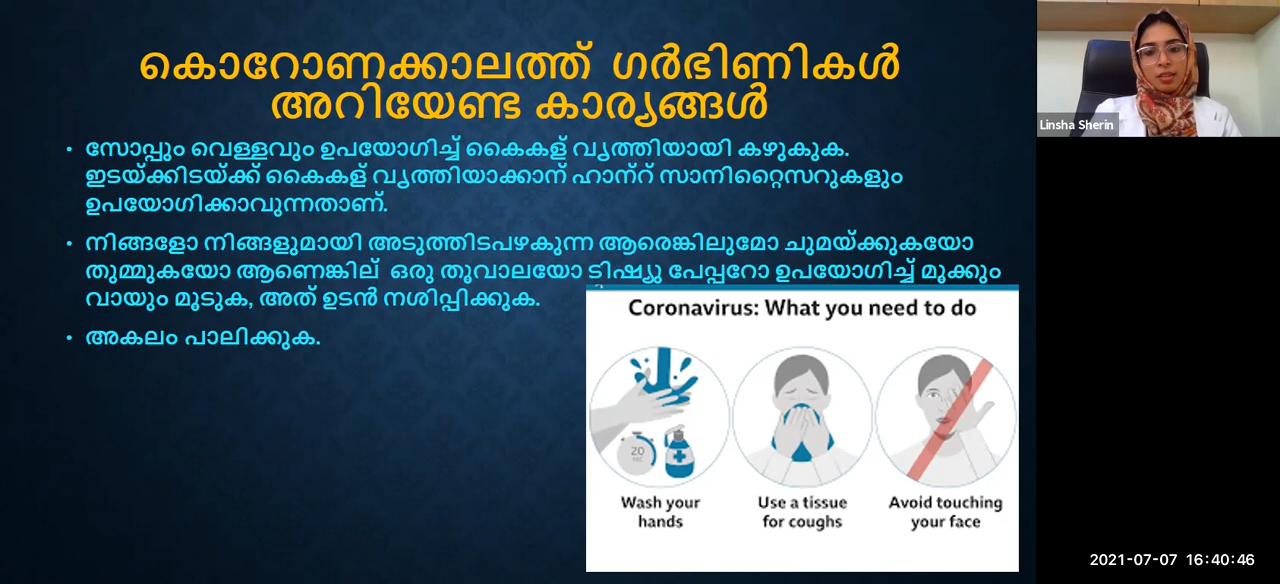 കൊറോണക്കാലത്ത് ഗർഭിണികൾ
അറിയേണ്ട കാര്യങ്ങൾ
• സോപ്പും വെള്ളവും ഉപയോഗിച്ച് കൈകള് വൃത്തിയായി കഴുകുക.
ഇടയ്ക്കിടയ്ക്ക് കൈകള് വൃത്തിയാക്കാന് ഹാന്റ് സാനിറ്റൈസറുകളും
ഉപയോഗിക്കാവുന്നതാണ്.
• നിങ്ങളോ നിങ്ങളുമായി അടുത്തിടപഴകുന്ന ആരെങ്കിലുമോ ചുമയ്ക്കുകയോ
തുമ്മുകയോ ആണെങ്കില് ഒരു തൂവാലയോ ടിഷ്യു പേപ്പറോ ഉപയോഗിച്ച് മൂക്കും
വായും മൂടുക, അത് ഉടൻ നശിപ്പിക്കുക.
• അകലം പാലിക്കുക.
Coronavirus: What you need to do
20
SEC
Wash your
hands
Use a tissue
for coughs
Avoid touching
your face
Linsha Sherin
2021-07-07 16:40:46